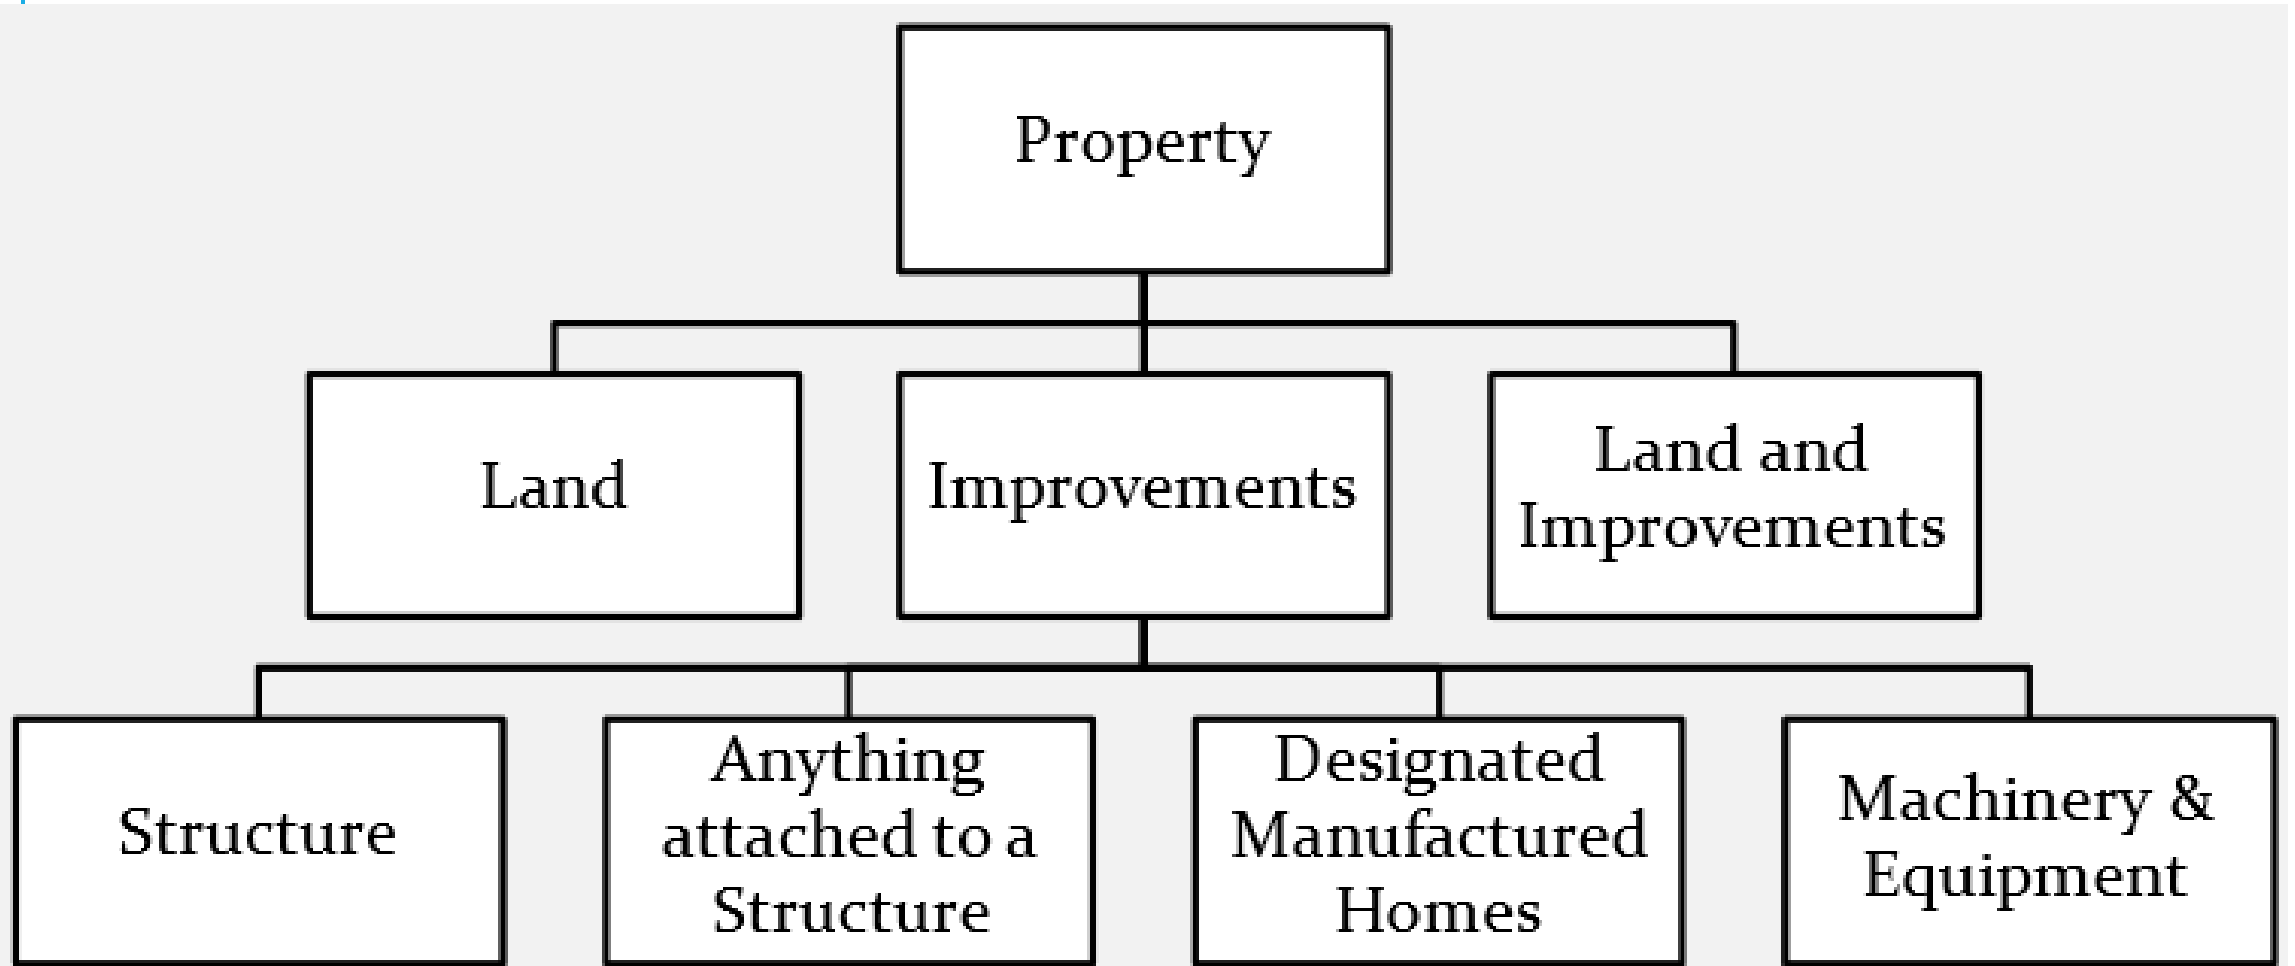 Property
Land
Improvements
Land and
Improvements
Structure
Anything
attached to a
Structure
Designated
Manufactured
Homes
Machinery &
Equipment